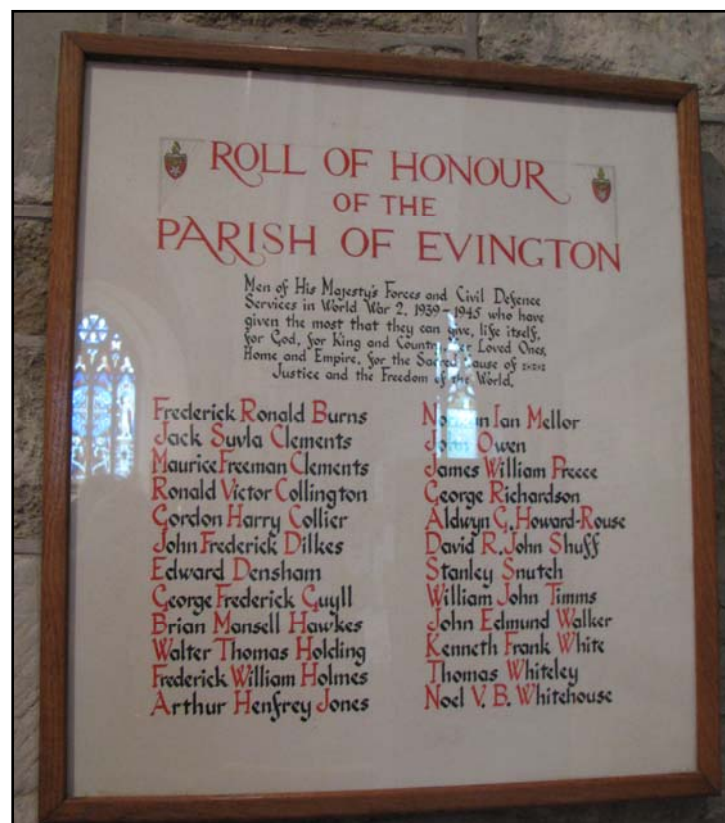 ROLL OF HONOUR
OF THE
PARISH OF EVINGTON
Men of His Majesty's Forces and Civil Defence
Services in World War 2, 1939-1945 who have
given the most that they can give, life itself,
for God, for King and Country, for Loved Ones,
Home and Empire, for the Sacred Cause of
Justice and the Freedom of the World.
Frederick Ronald Burns
Jack Suvla Clements
Maurice Freeman Clements
Ronald Victor Collington
Gordon Harry Collier
John Frederick Dilkes
Edward Densham
George Frederick Guyll
Brian Mansell Hawkes
Walter Thomas Holding
Frederick William Holmes
Arthur Henfrey Jones
Norman Ian Mellor
John Owen
James William Preece
George Richardson
Aldwyn G. Howard-Rouse
David R. John Shuff
Stanley Snutch
William John Timms
John Edmund Walker
Kenneth Frank White
Thomas Whiteley
Noel V. B. Whitehouse